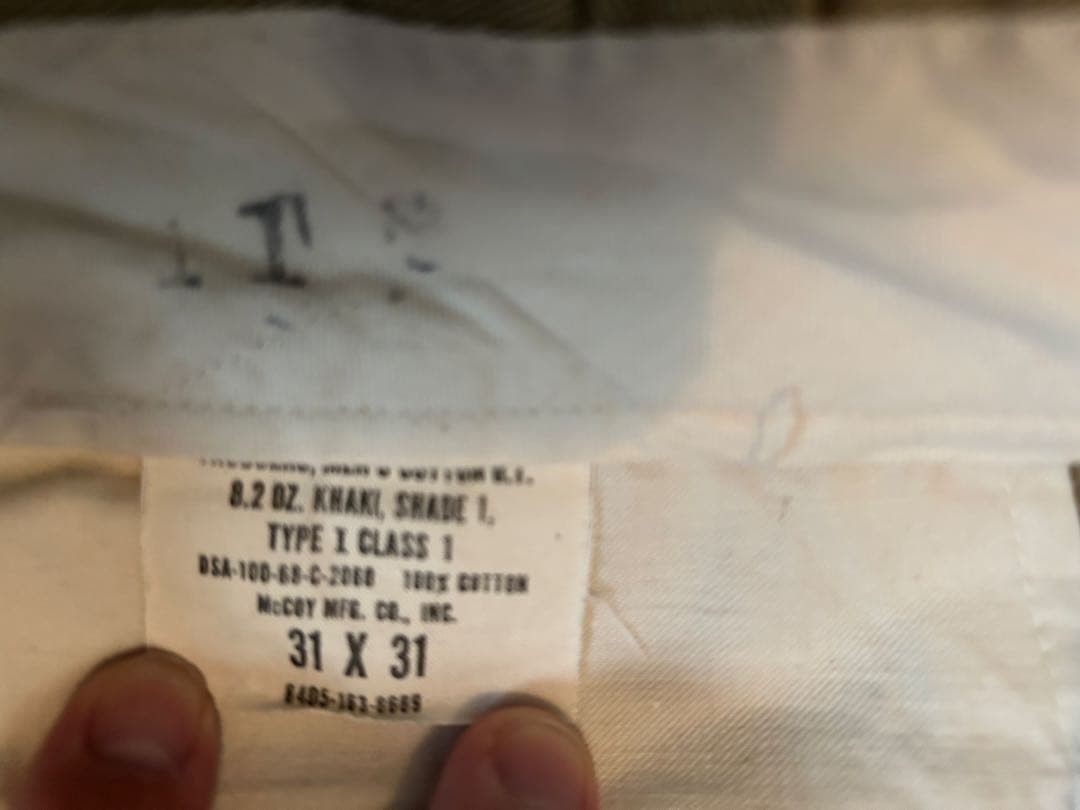 8.2 OZ. KHAKI, SHADE 1,
TYPE I CLASS 1
DSA-100-68-C-2060 100% COTTON
McCOY MFG. CO., INC.
31 X 31
8405-163-8689